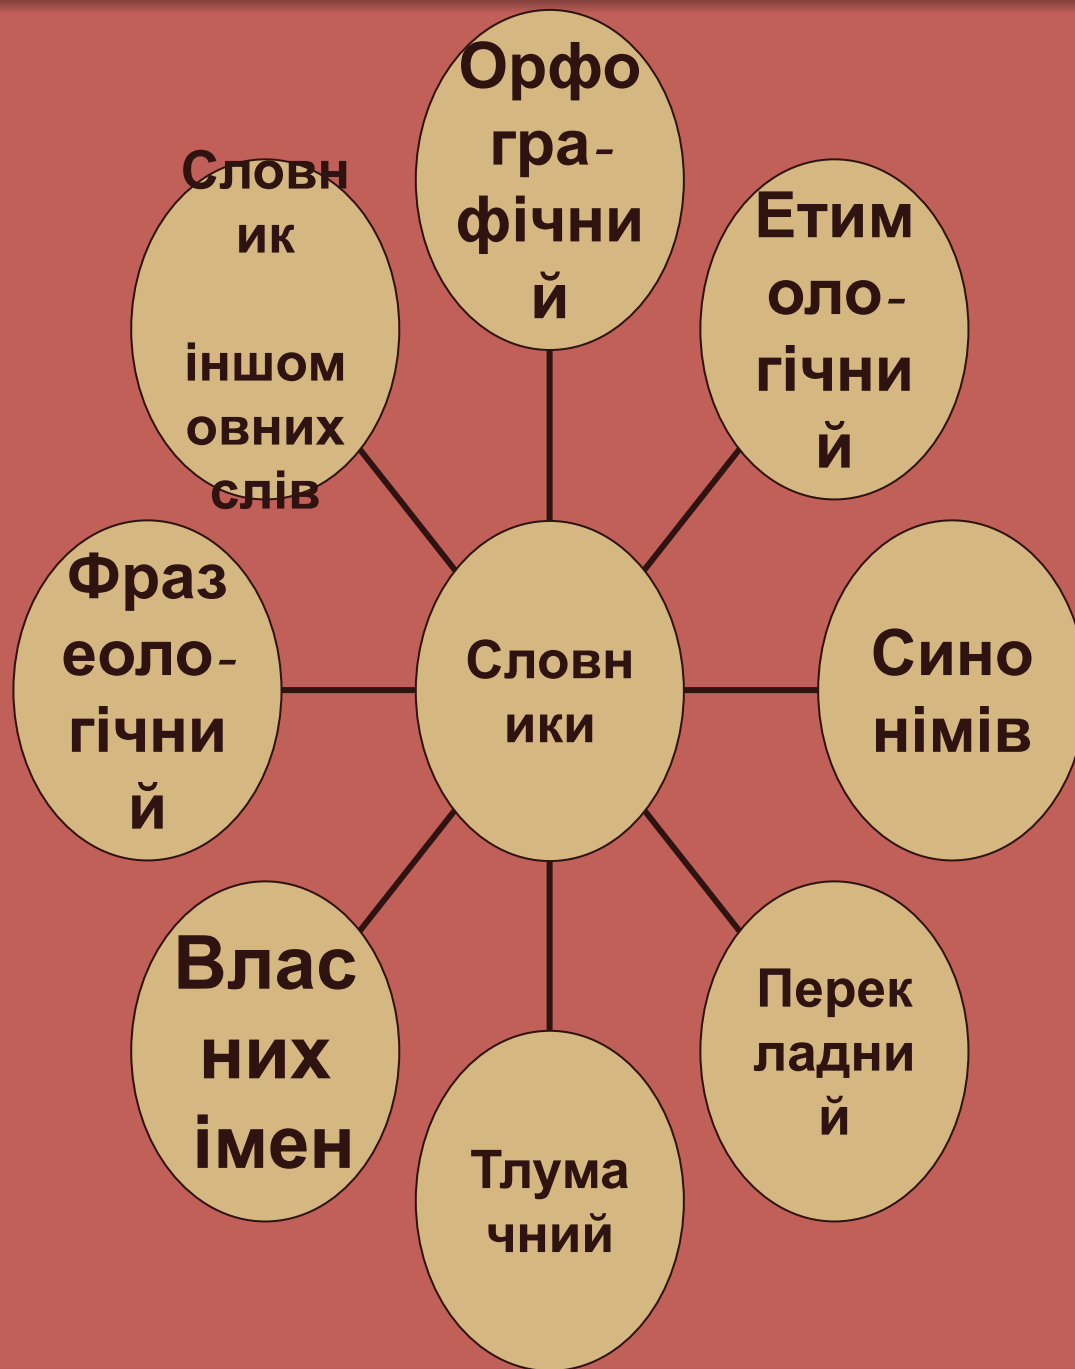 Орфо
гра-
фічни
й
Словн
ик
іншом
овних
слів
Етим
оло-
гічни
й
Фраз
еоло-
гічни
й
Словн
ики
Сино
німів
Влас
них
імен
Перек
ладни
й
Тлума
чний